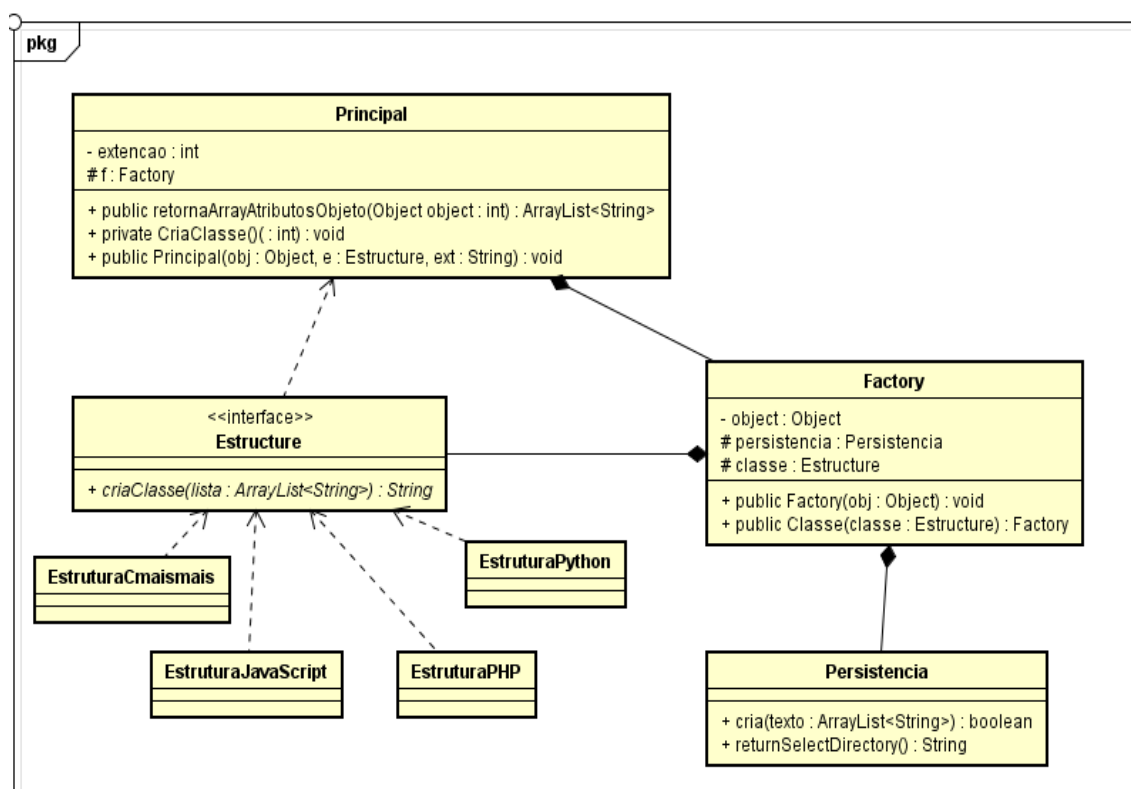 pkg
Principal
- extencao : int
# f : Factory
+ public retornaArrayAtributosObjeto(Object object : int) : ArrayList<String>
+ private CriaClasse()( : int) : void
+ public Principal(obj : Object, e : Estructure, ext : String) : void
<<interface>>
Estructure
+ criaClasse(lista : ArrayList<String>) : String
Factory
- object : Object
# persistencia : Persistencia
# classe : Estructure
+ public Factory(obj : Object) : void
+ public Classe(classe : Estructure) : Factory
EstruturaCmaismais
EstruturaPython
EstruturaJavaScript
EstruturaPHP
Persistencia
+ cria(texto : ArrayList<String>) : boolean
+ returnSelectDirectory() : String